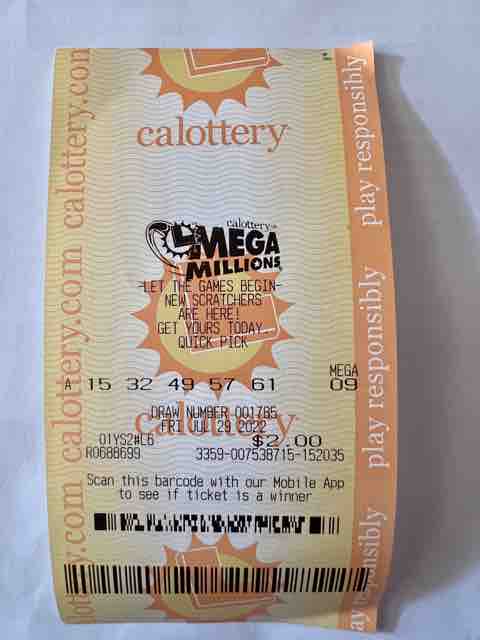 calottery
calottery
MEGA
MILLIONS
-LET THE GAMES BEGIN-
NEW SCRATCHERS
ARE HERE!
GET YOURS TODAY.
QUICK PICK
MEGA
A 15 32 49 57 61 09
calottery
DRAW NUMBER 001785
FRI JUL 29 2022
01YS2#L6 $2.00
R0688699 3359-007538715-152035
Scan this barcode with our Mobile App
to see if ticket is a winner
calottery.com calottery.com
play responsibly play responsibly